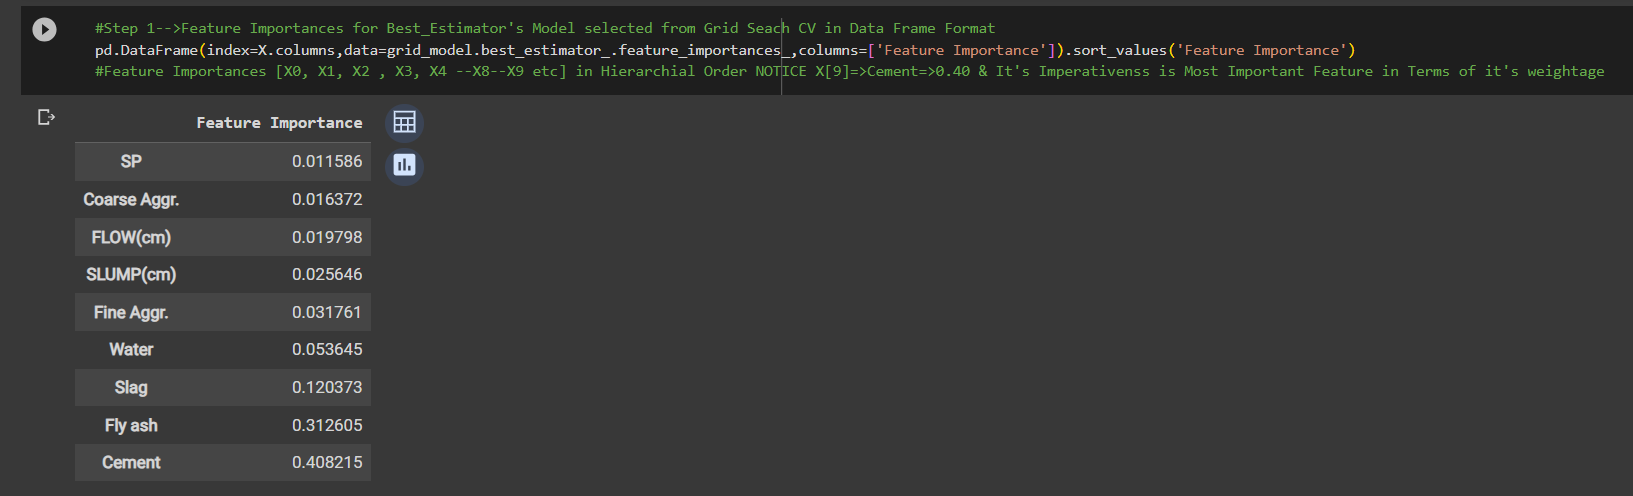 #Step 1-->Feature Importances for Best_Estimator's Model selected from Grid Seach CV in Data Frame Format
pd.DataFrame(index=X.columns,data=grid_model.best_estimator_.feature_importances_,columns=['Feature Importance']).sort_values('Feature Importance')
#Feature Importances [X0, X1, X2 , X3, X4 --X8--X9 etc] in Hierarchial Order NOTICE X[9]=>Cement=>0.40 & It's Imperativenss is Most Important Feature in Terms of it's weightage
Feature Importance
SP 0.011586
Coarse Aggr. 0.016372
FLOW(cm) 0.019798
SLUMP(cm) 0.025646
Fine Aggr. 0.031761
Water 0.053645
Slag 0.120373
Fly ash 0.312605
Cement 0.408215